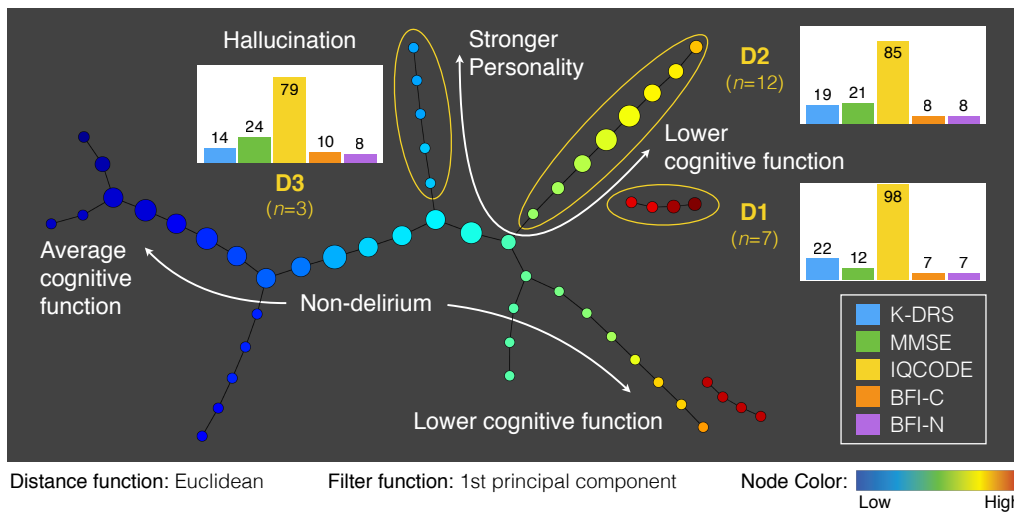 Hallucination
79
24
14
10
8
D3
(n=3)
Stronger
Personality
D2
(n=12)
85
19
21
8
8
Lower
cognitive function
D1
(n=7)
98
22
12
7
7
Average
cognitive
function
Non-delirium
Lower cognitive function
K-DRS
MMSE
IQCODE
BFI-C
BFI-N
Distance function: Euclidean
Filter function: 1st principal component
Node Color:
Low
High